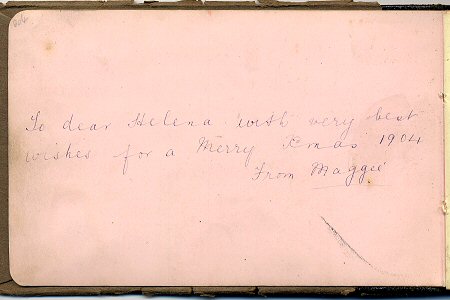 To dear Helena with very best
wishes for a Merry Xmas 1904
From Maggie